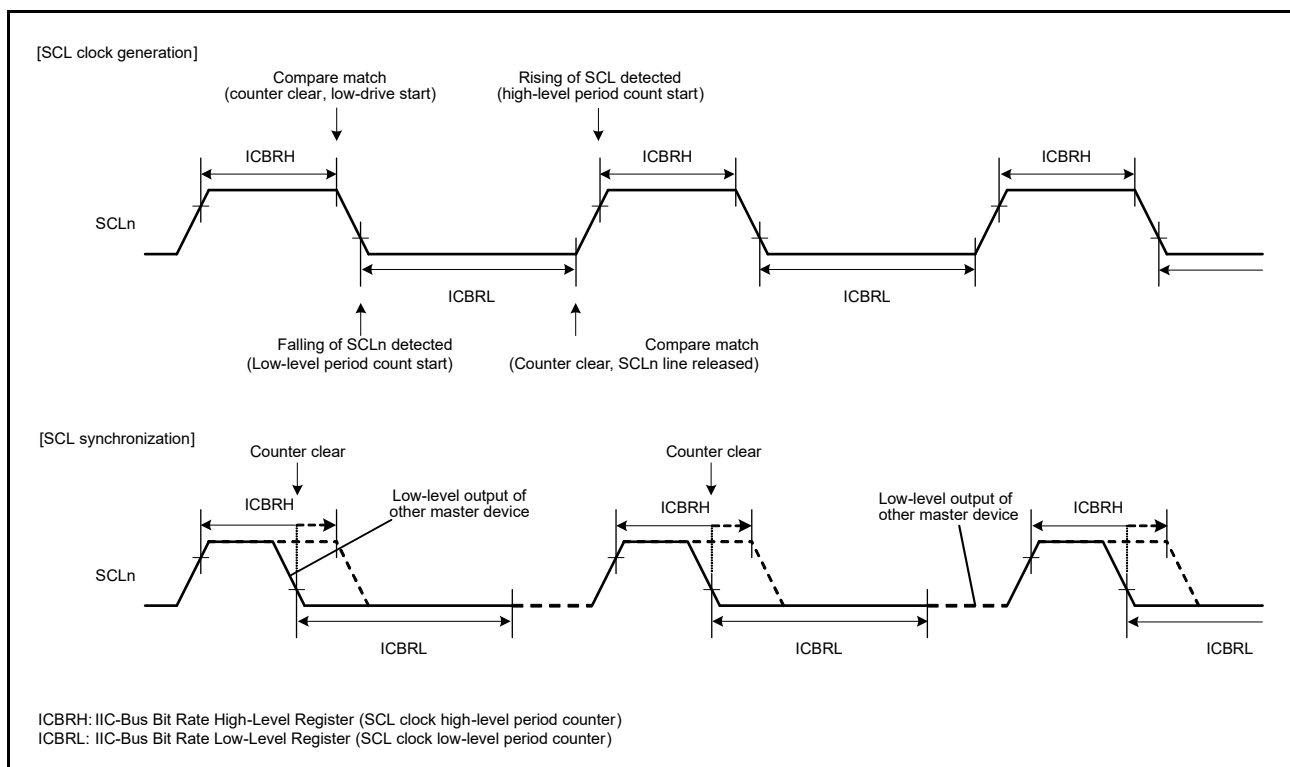 [SCL clock generation]
Compare match
(counter clear, low-drive start)
Rising of SCL detected
(high-level period count start)
ICBRH
ICBRH
ICBRH
SCLn
ICBRL
ICBRL
Falling of SCLn detected
(Low-level period count start)
Compare match
(Counter clear, SCLn line released)
[SCL synchronization]
Counter clear
Counter clear
ICBRH
Low-level output of
other master device
ICBRH
Low-level output of
other master device
ICBRH
SCLn
ICBRL
ICBRL
ICBRL
ICBRH: IIC-Bus Bit Rate High-Level Register (SCL clock high-level period counter)
ICBRL: IIC-Bus Bit Rate Low-Level Register (SCL clock low-level period counter)